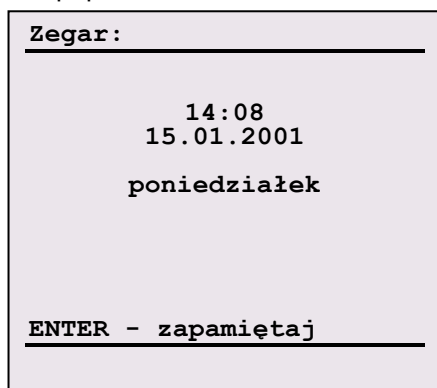 Zegar:
14:08
15.01.2001
poniedziałek
ENTER - zapamiętaj